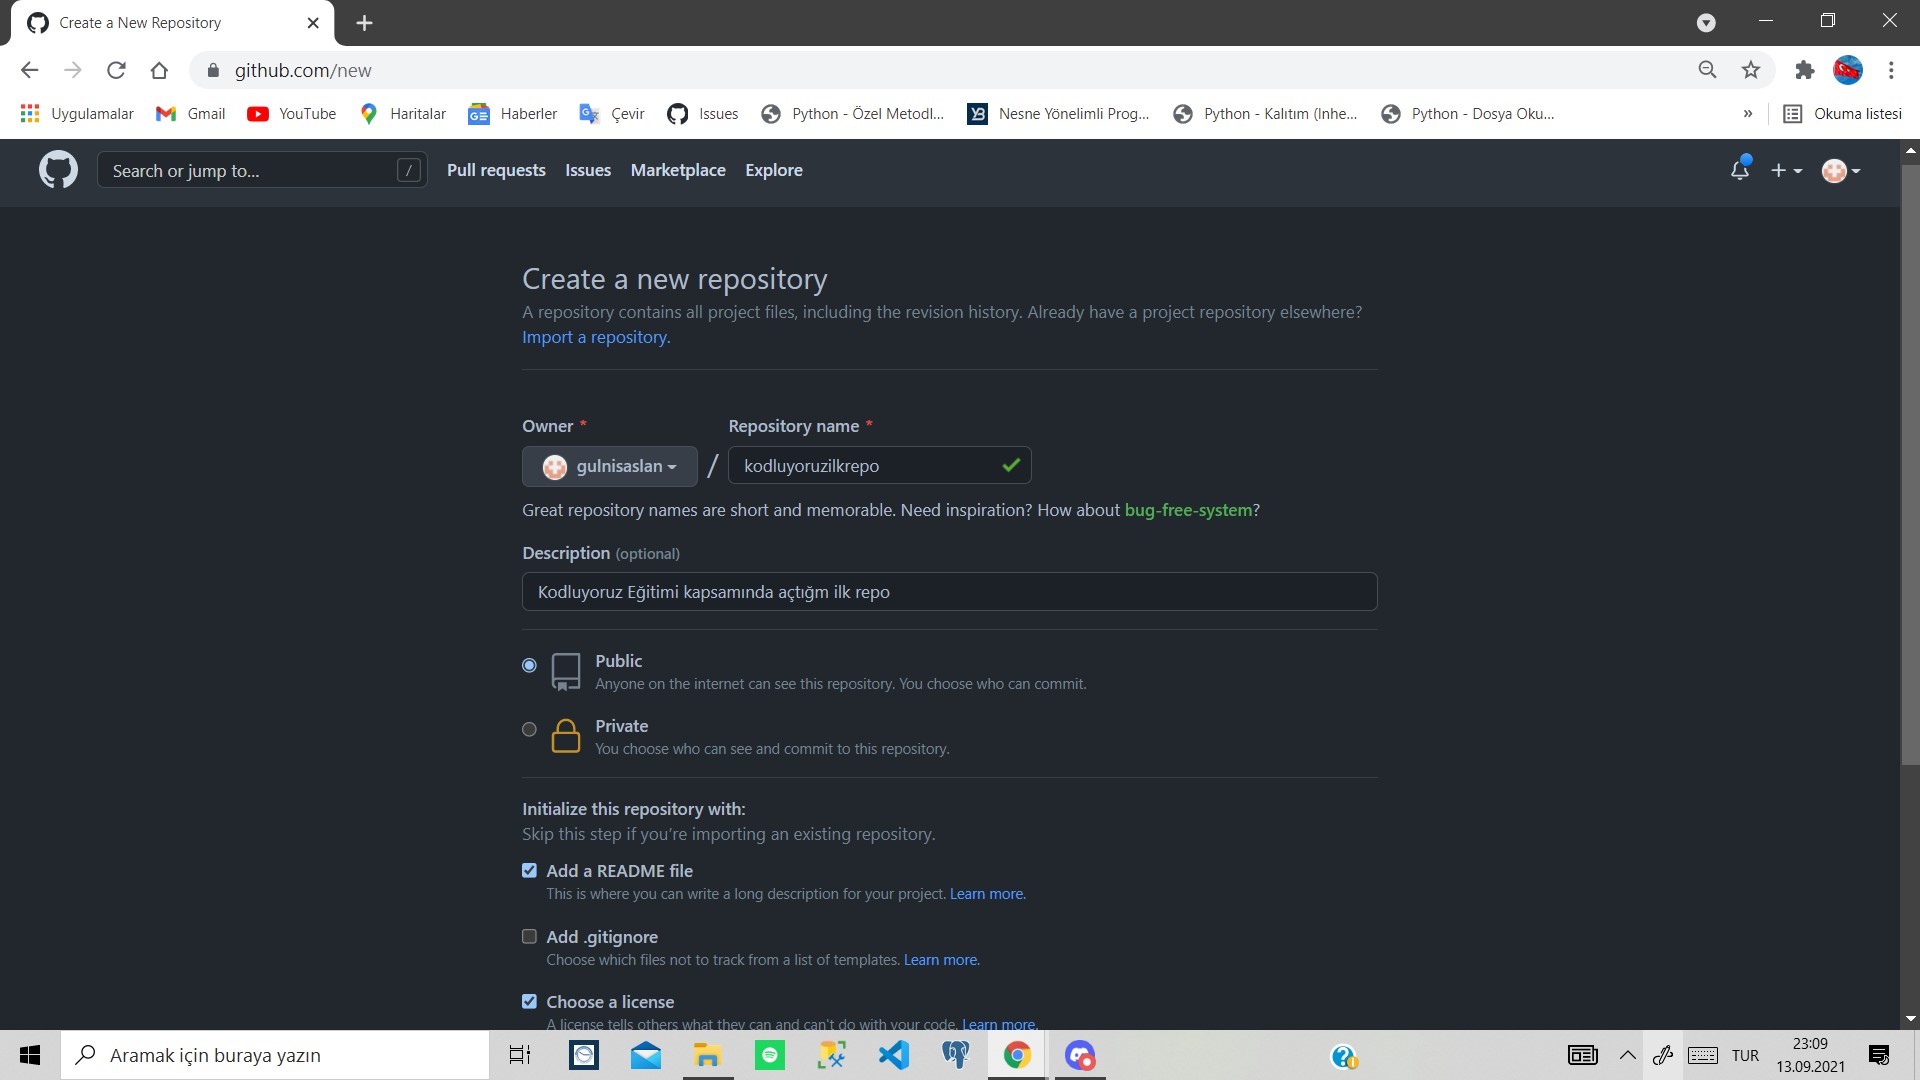 Create a New Repository
github.com/new
Uygulamalar Gmail YouTube Haritalar Haberler Çevir Issues Python - Özel Metodl... Nesne Yönelimli Prog... Python - Kalıtım (Inhe... Python - Dosya Oku... » Okuma listesi
Search or jump to... / Pull requests Issues Marketplace Explore
Create a new repository
A repository contains all project files, including the revision history. Already have a project repository elsewhere?
Import a repository.
Owner * Repository name *
gulnisaslan / kodluyoruzilkrepo
Great repository names are short and memorable. Need inspiration? How about bug-free-system?
Description (optional)
Kodluyoruz Eğitimi kapsamında açtığm ilk repo
Public
Anyone on the internet can see this repository. You choose who can commit.
Private
You choose who can see and commit to this repository.
Initialize this repository with:
Skip this step if you're importing an existing repository.
Add a README file
This is where you can write a long description for your project. Learn more.
Add .gitignore
Choose which files not to track from a list of templates. Learn more.
Choose a license
A license tells others what they can and can't do with your code. Learn more.
Aramak için buraya yazın
TUR
23:09
13.09.2021